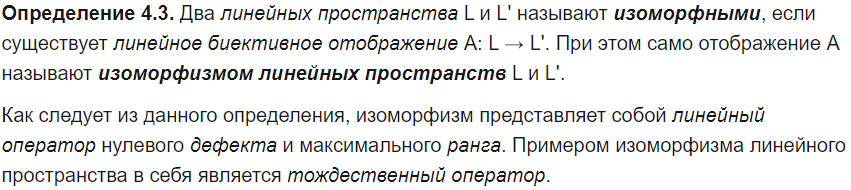 Определение 4.3. Два линейных пространства L и L' называют изоморфными, если
существует линейное биективное отображение A: L → L'. При этом само отображение A
называют изоморфизмом линейных пространств L и L'.
Как следует из данного определения, изоморфизм представляет собой линейный
оператор нулевого дефекта и максимального ранга. Примером изоморфизма линейного
пространства в себя является тождественный оператор.